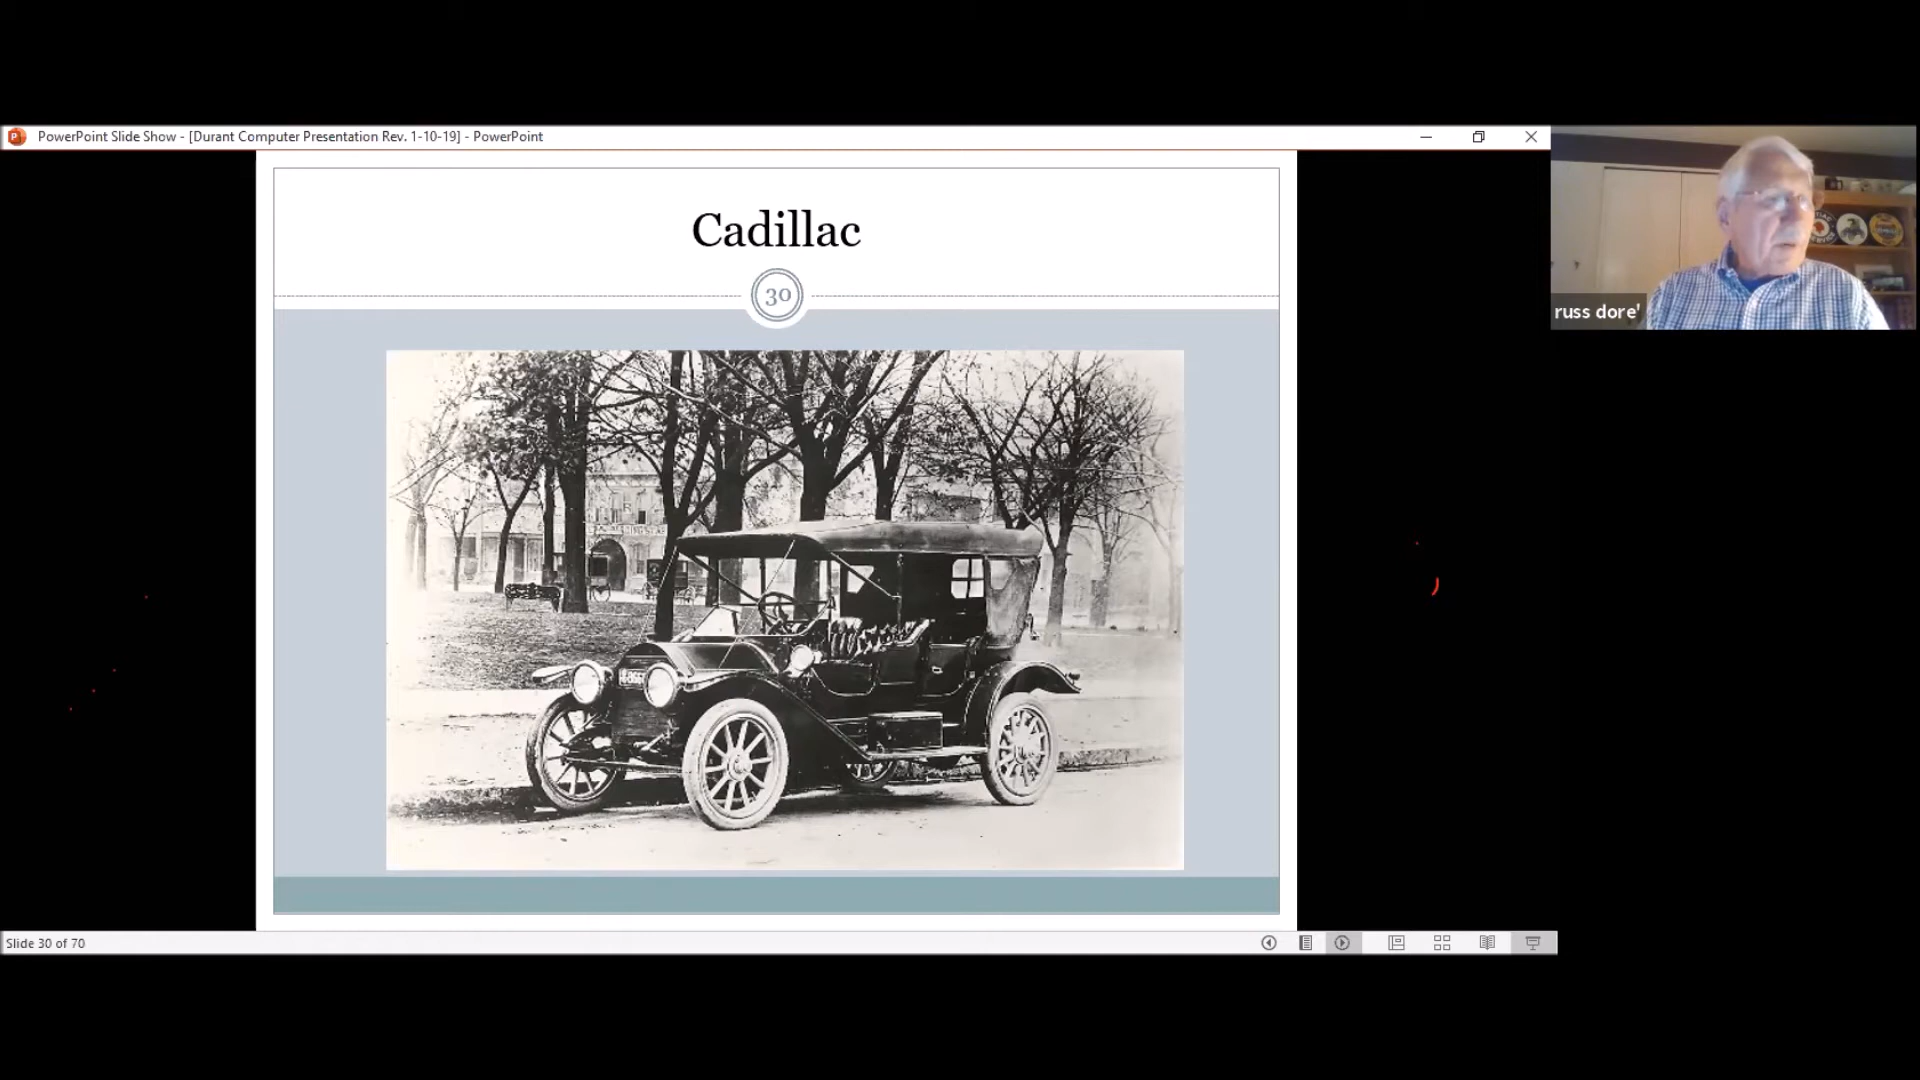 PowerPoint Slide Show - [Durant Computer Presentation Rev. 1-10-19] - PowerPoint
Cadillac
30
russ dore'
Slide 30 of 70